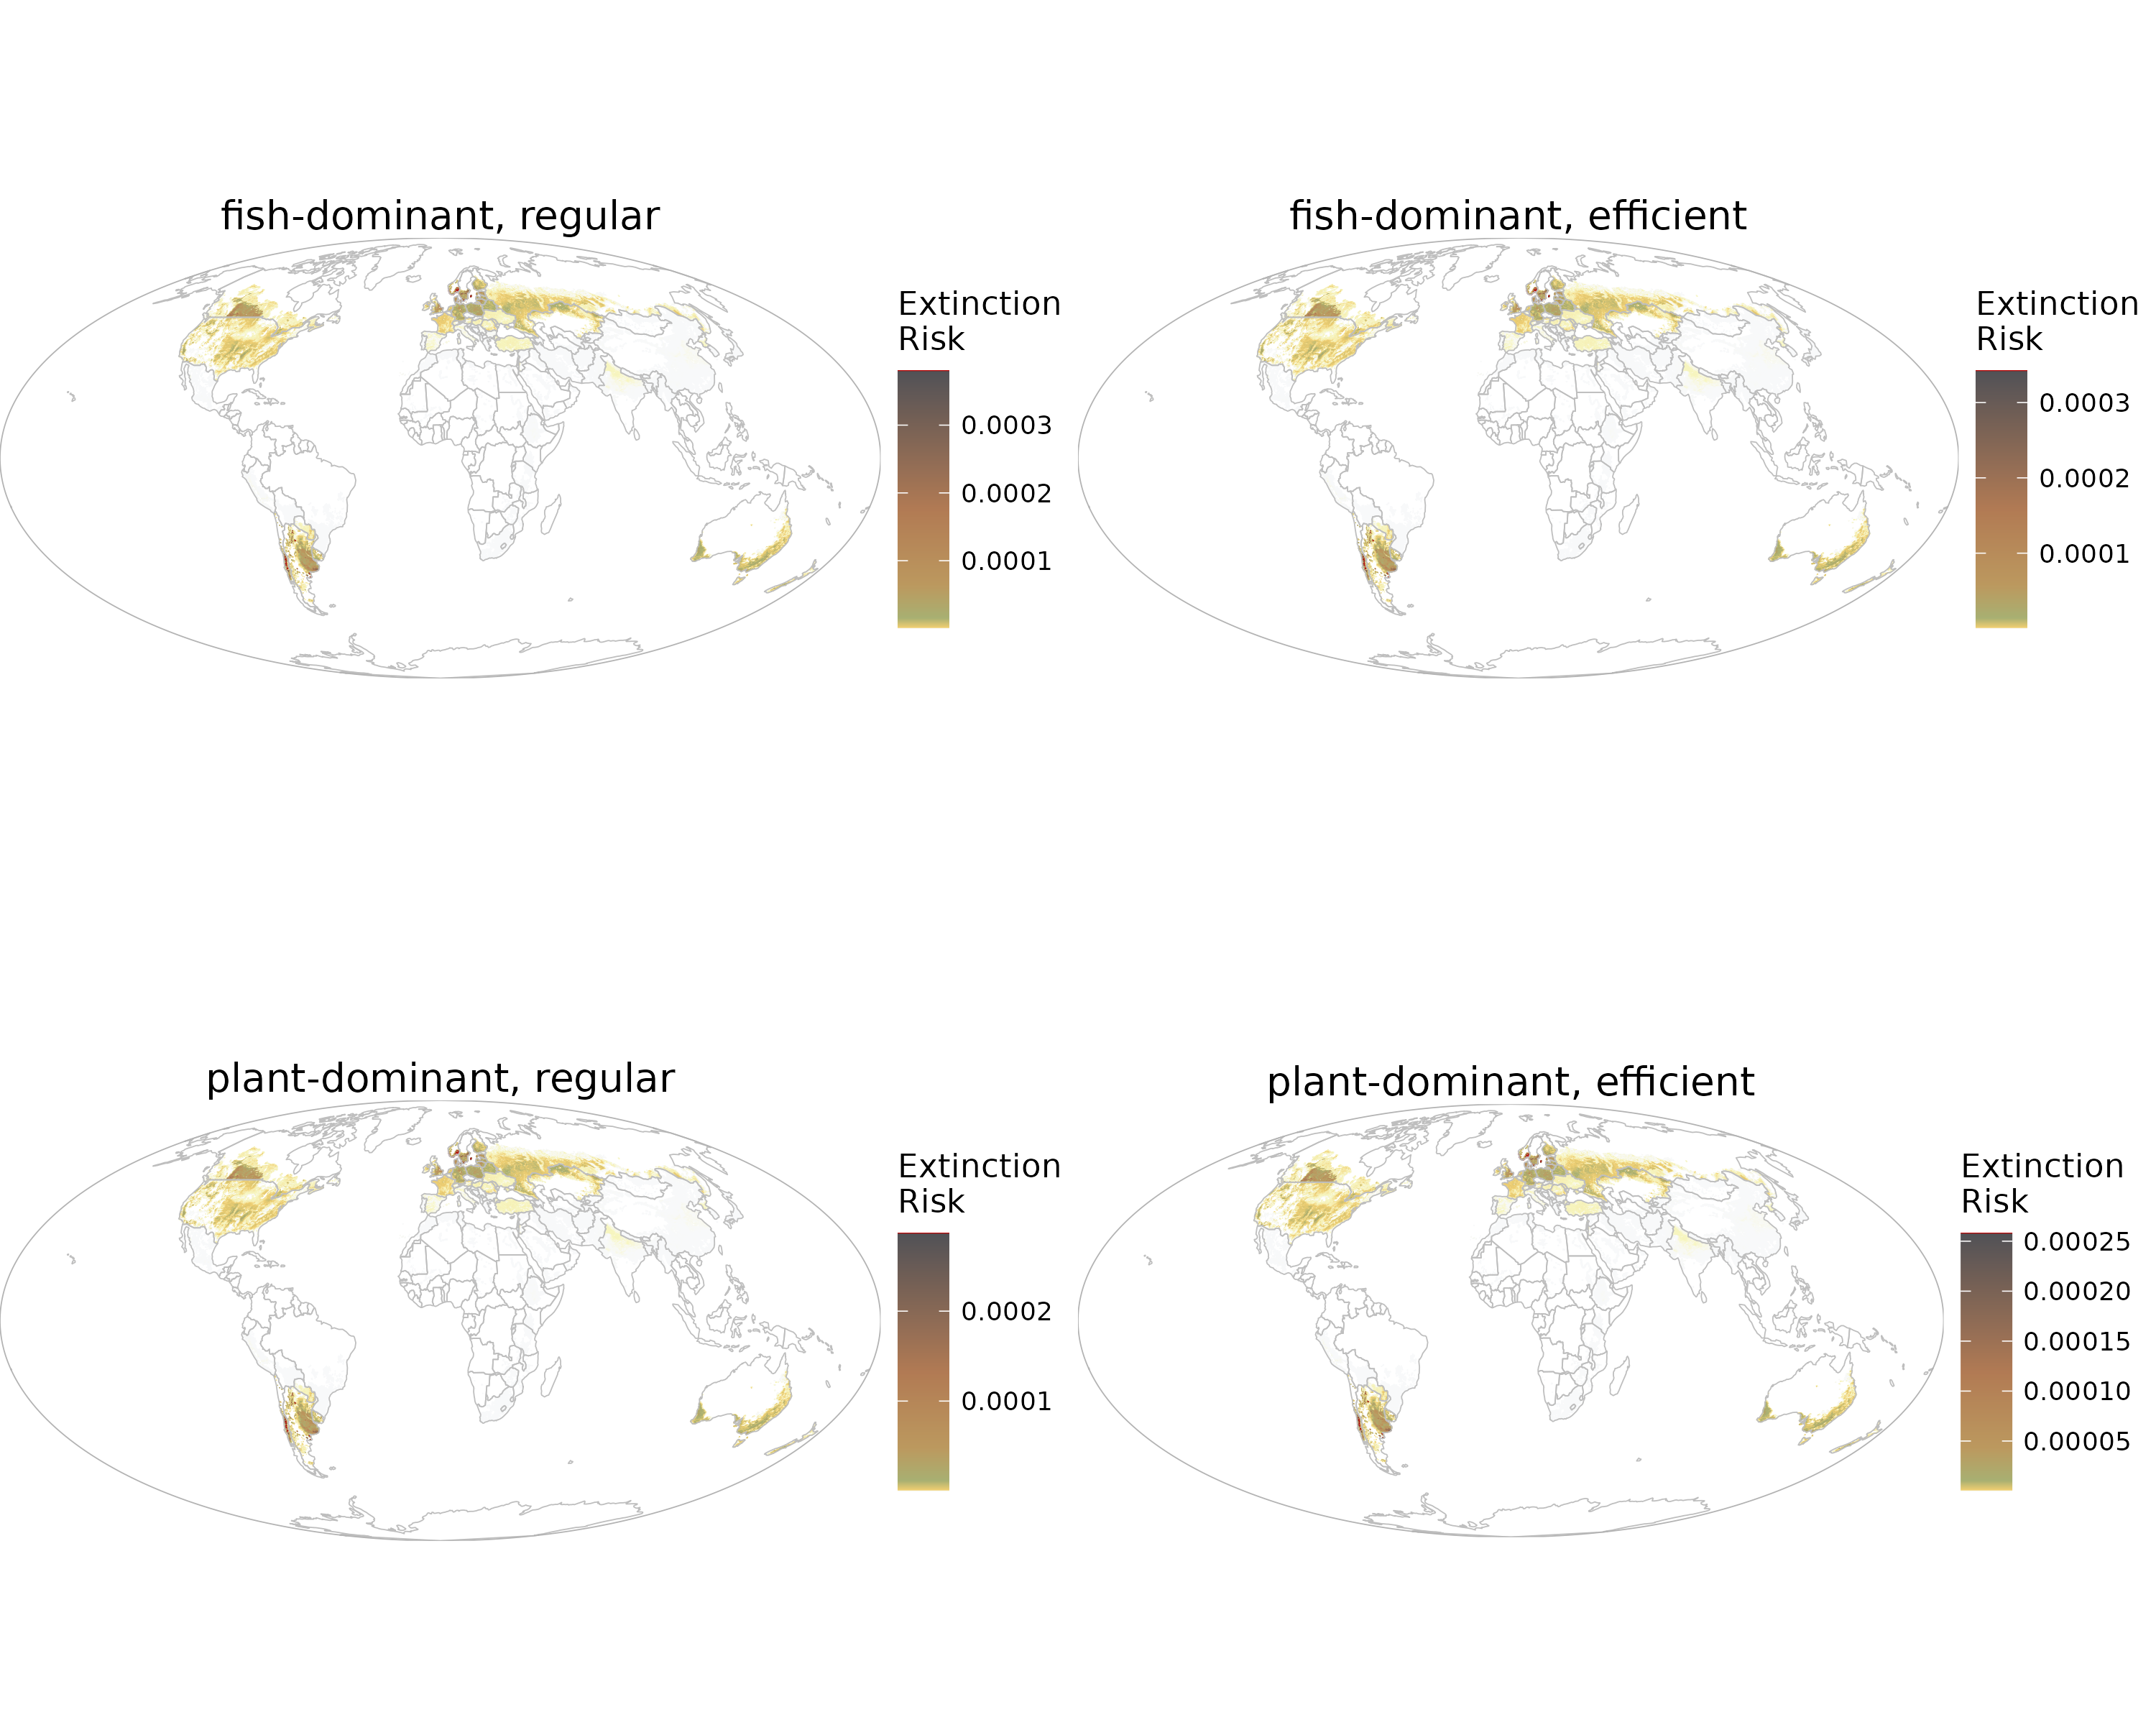 fish-dominant, regular
Extinction
Risk
0.0003
0.0002
0.0001
fish-dominant, efficient
Extinction
Risk
0.0003
0.0002
0.0001
plant-dominant, regular
Extinction
Risk
0.0002
0.0001
plant-dominant, efficient
Extinction
Risk
0.00025
0.00020
0.00015
0.00010
0.00005